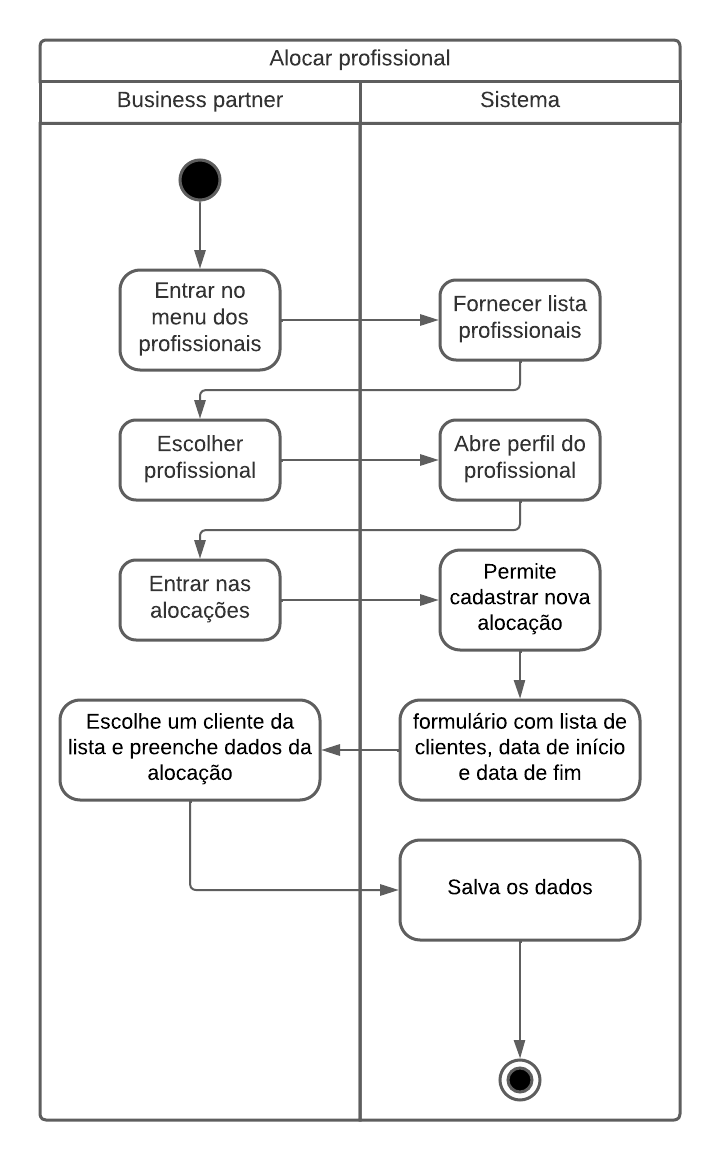 Alocar profissional
Business partner
Sistema
Entrar no
menu dos
profissionais
Fornecer lista
profissionais
Escolher
profissional
Abre perfil do
profissional
Entrar nas
alocações
Permite
cadastrar nova
alocação
formulário com lista de
clientes, data de início
e data de fim
Escolhe um cliente da
lista e preenche dados da
alocação
Salva os dados